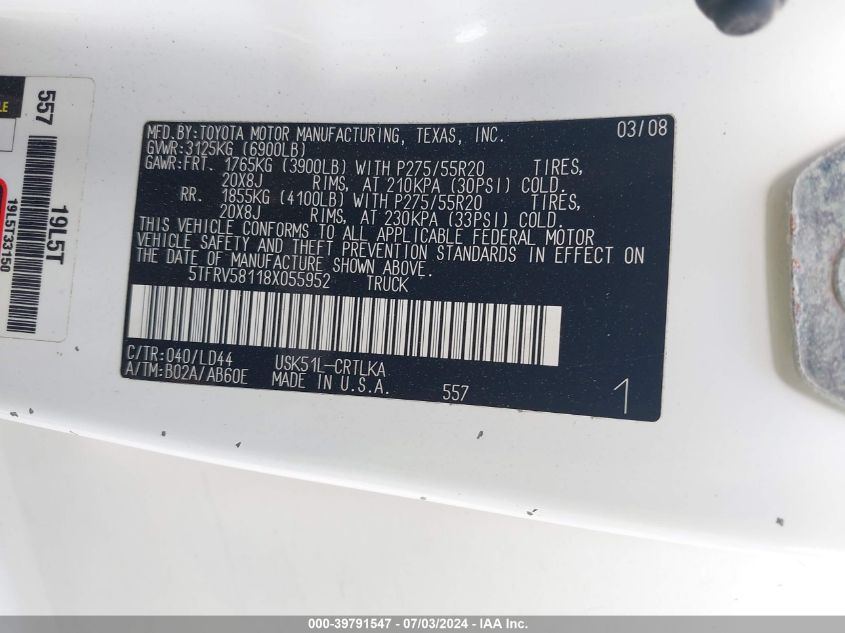 MFD. BY: TOYOTA MOTOR MANUFACTURING, TEXAS, INC. 03/08
GVWR: 3125KG (6900LB)
GAWR: FRT. 1765KG (3900LB) WITH P275/55R20 TIRES,
20X8J RIMS, AT 210KPA (30PSI) COLD.
RR. 1855KG (4100LB) WITH P275/55R20 TIRES,
20X8J RIMS, AT 230KPA (33PSI) COLD.
THIS VEHICLE CONFORMS TO ALL APPLICABLE FEDERAL MOTOR
VEHICLE SAFETY AND THEFT PREVENTION STANDARDS IN EFFECT ON
THE DATE OF MANUFACTURE SHOWN ABOVE.
5TFRV58118X055952 TRUCK
C/TR: 040/LD44 USK51L-CRTLKA
A/TM: B02A/AB60E MADE IN U.S.A. 557 1
557 19L5T
19L5T33150
000-39791547 - 07/03/2024 - IAAI.COM